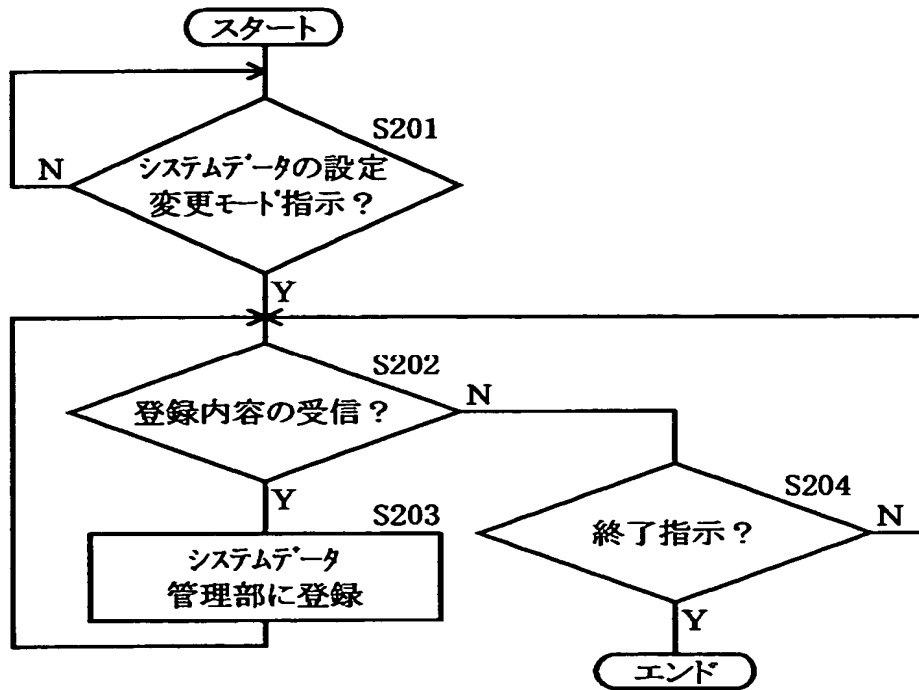 スタート
S201
N
システムデータの設定
変更モード指示？
Y
S202
N
登録内容の受信？
Y
S203
システムデータ
管理部に登録
S204
N
終了指示？
Y
エンド